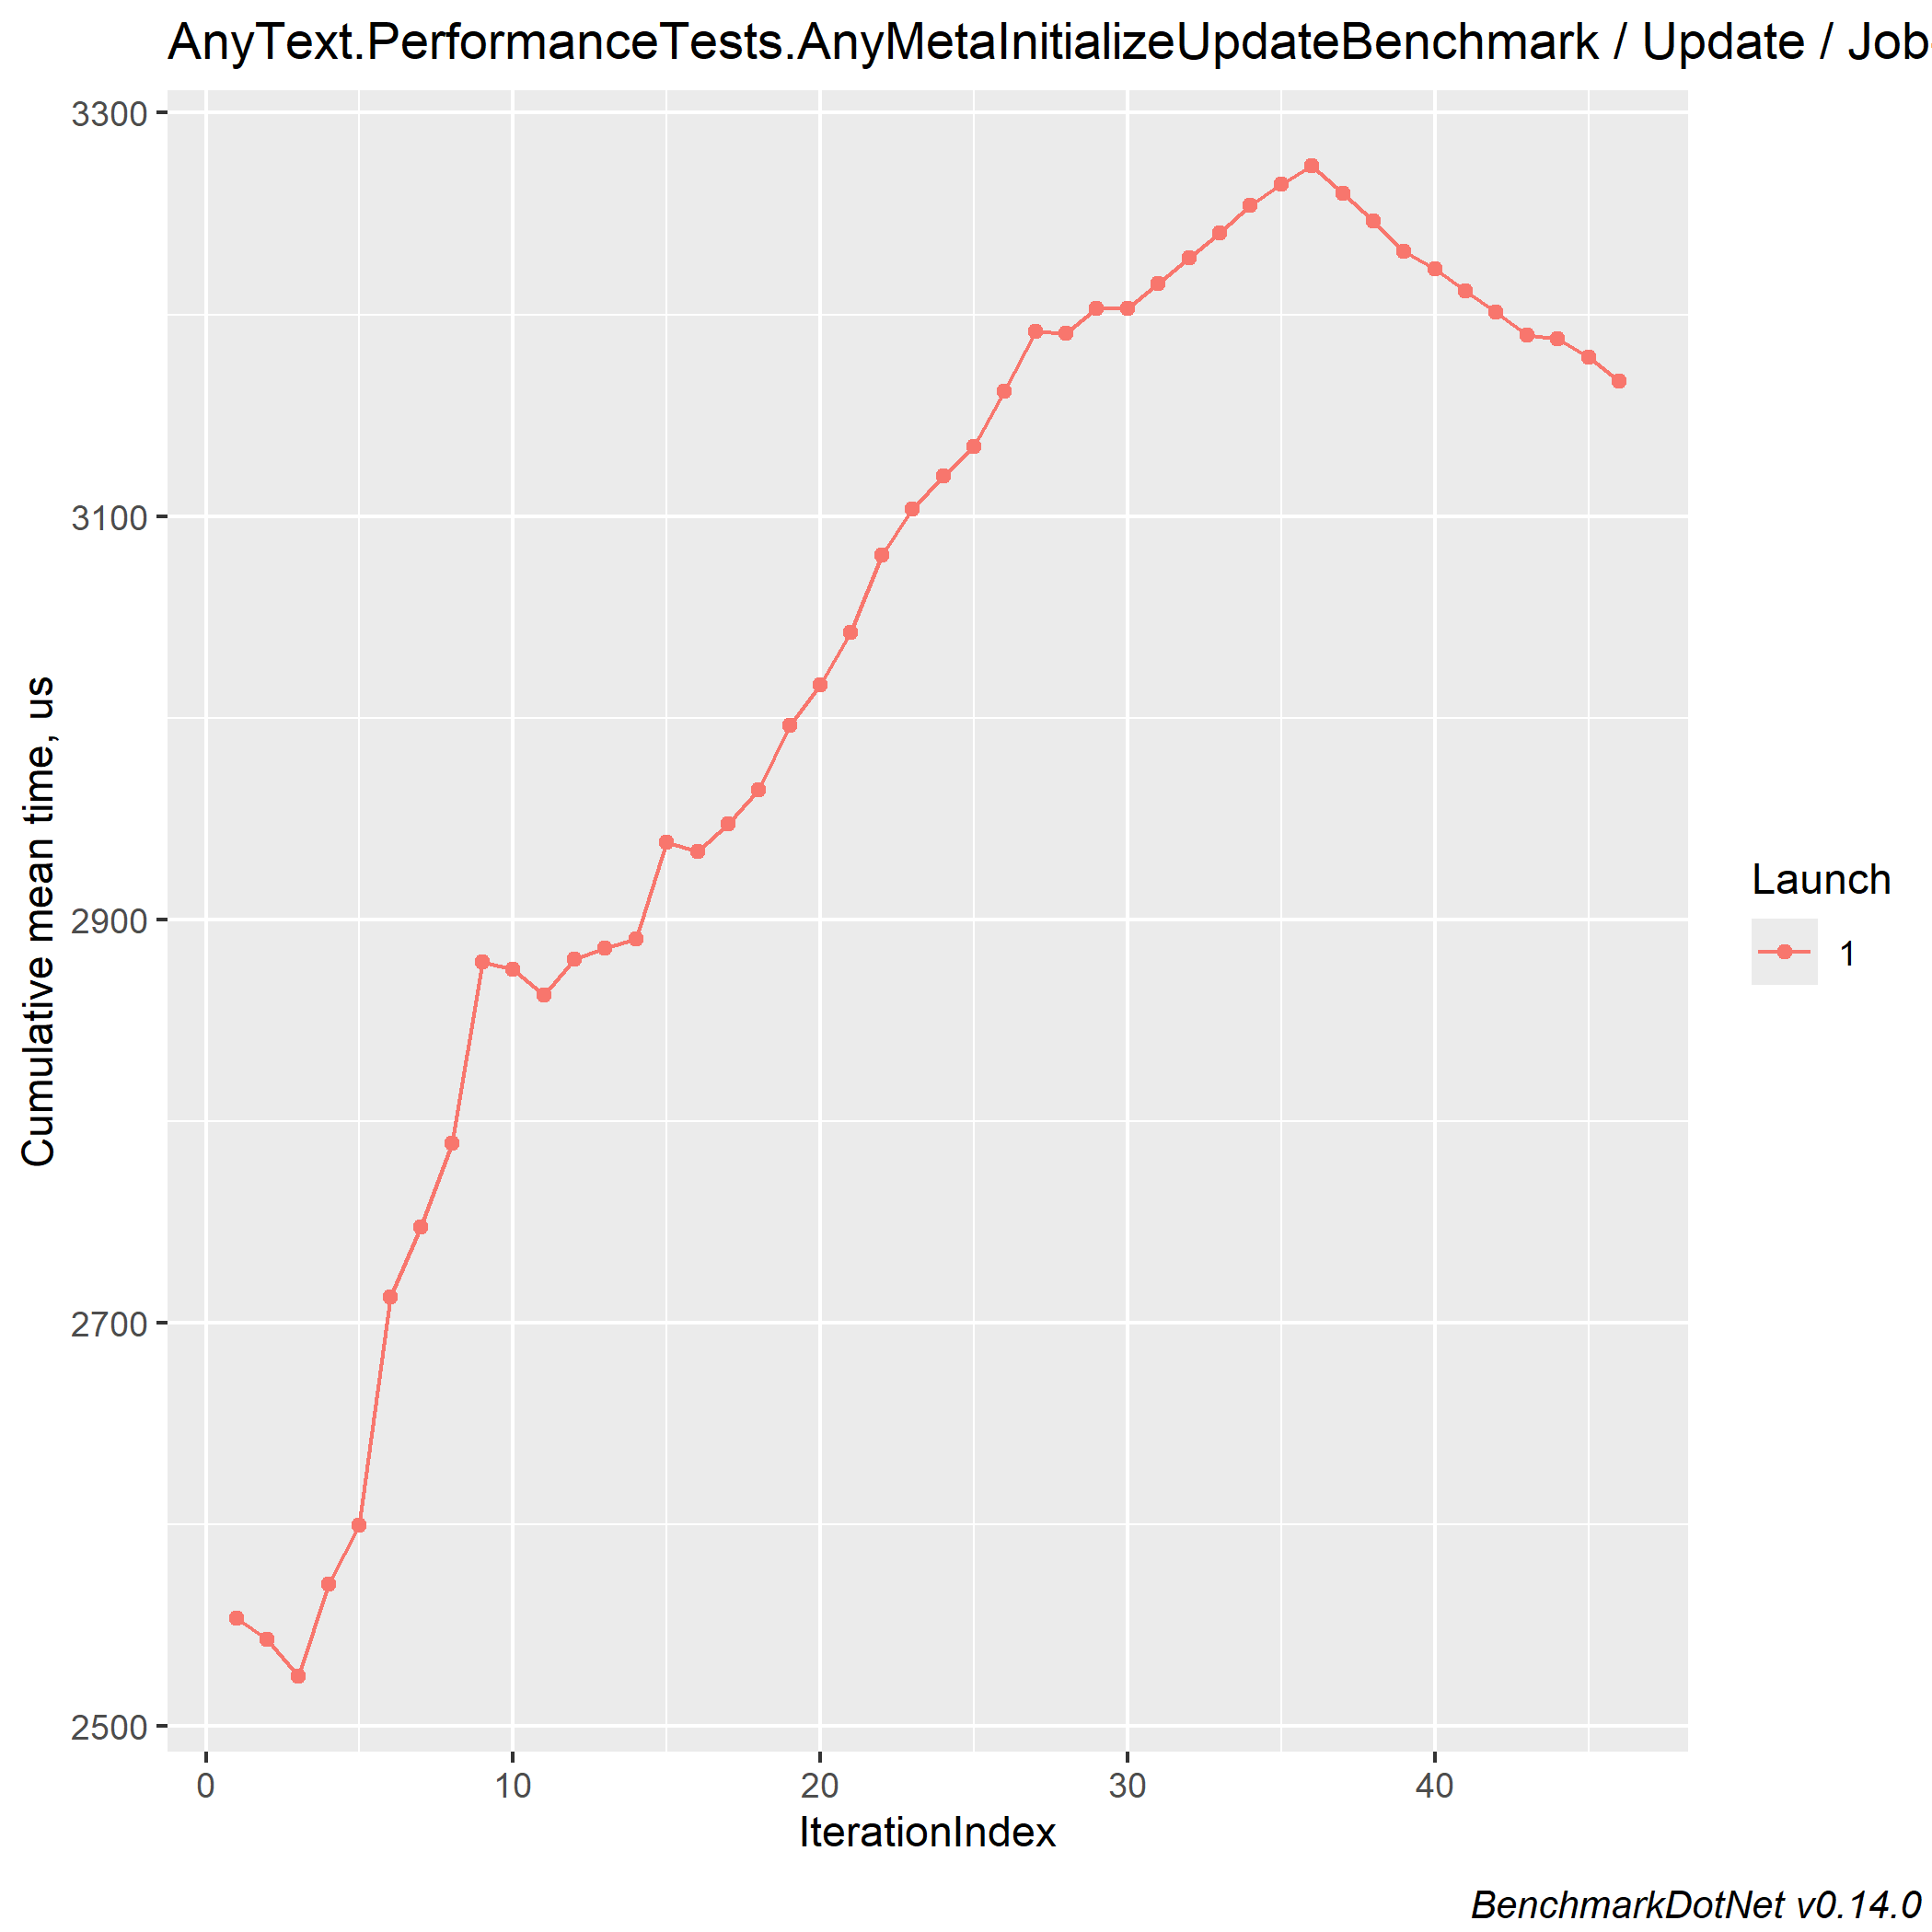 AnyText.PerformanceTests.AnyMetaInitializeUpdateBenchmark / Update / Job
3300
3100
2900
2700
2500
Cumulative mean time, us
0 10 20 30 40
IterationIndex
Launch
1
BenchmarkDotNet v0.14.0